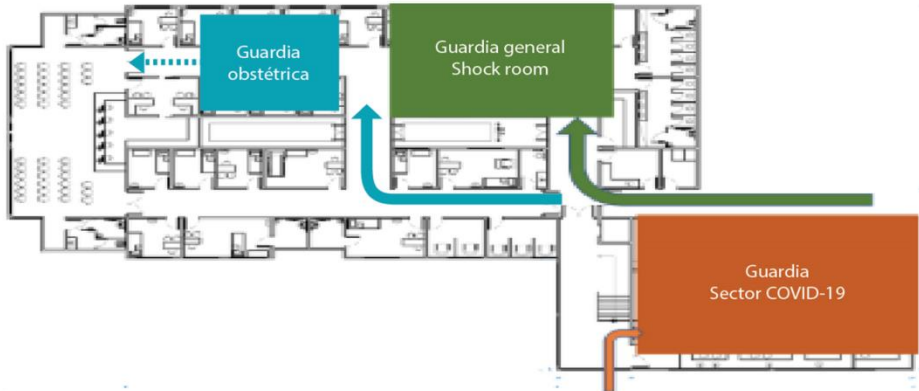 Guardia
obstétrica
Guardia general
Shock room
Guardia
Sector COVID-19